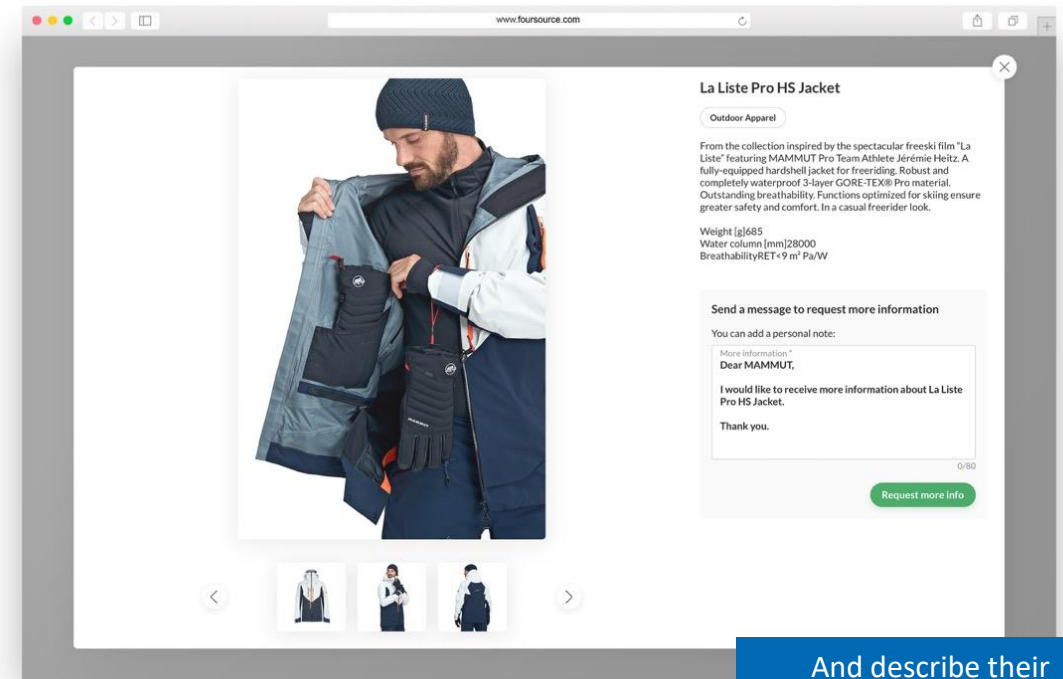 www.foursource.com
La Liste Pro HS Jacket
Outdoor Apparel
From the collection inspired by the spectacular freeski film "La
Liste" featuring MAMMUT Pro Team Athlete Jérémie Heitz. A
fully-equipped hardshell jacket for freeriding. Robust and
completely waterproof 3-layer GORE-TEX® Pro material.
Outstanding breathability. Functions optimized for skiing ensure
greater safety and comfort. In a casual freerider look.
Weight [g]685
Water column [mm]28000
BreathabilityRET<9 m² Pa/W
Send a message to request more information
You can add a personal note:
More information *
Dear MAMMUT,
I would like to receive more information about La Liste
Pro HS Jacket.
Thank you.
0/80
Request more info
MAMMUT
And describe their